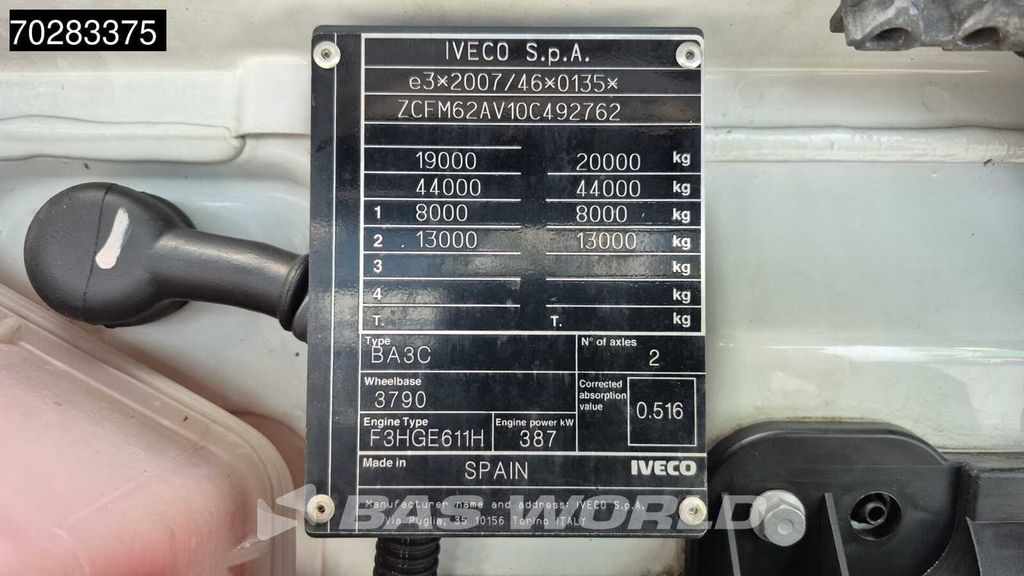 70283375
IVECO S.p.A.
e3*2007/46*0135*
ZCFM62AV10C492762
19000 20000 kg
44000 44000 kg
1 8000 8000 kg
2 13000 13000 kg
3 kg
4 kg
T. T. kg
Type
BA3C
N° of axles
2
Wheelbase
3790
Corrected
absorption
value
0.516
Engine Type
F3HGE611H
Engine power kW
387
Made in SPAIN IVECO
Manufacturer name and address: IVECO S.p.A.
Via Puglia, 35 10156 Torino ITALY
BAS WORLD